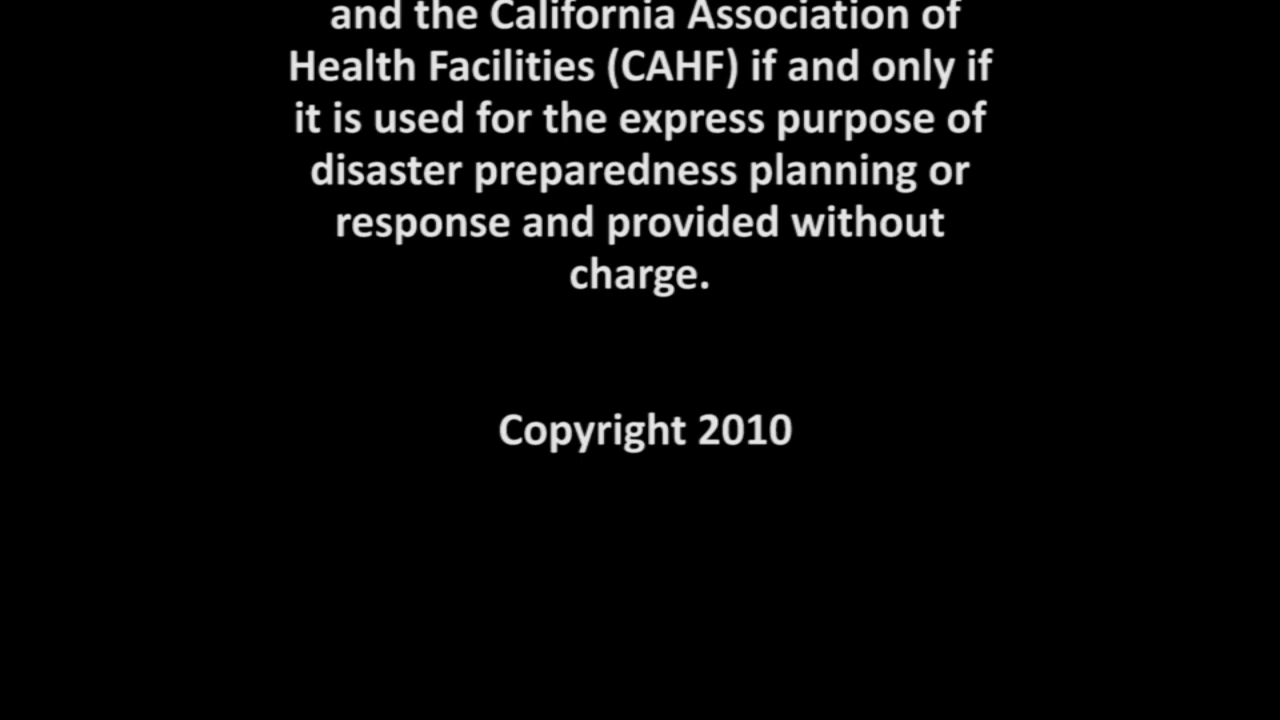 and the California Association of
Health Facilities (CAHF) if and only if
it is used for the express purpose of
disaster preparedness planning or
response and provided without
charge.
Copyright 2010